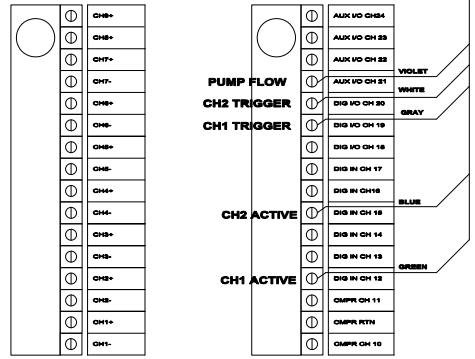 CH8+
CH8+
CH7+
CH7-
CH6+
CH6-
CH5+
CH5-
CH4+
CH4-
CH3+
CH3-
CH2+
CH2-
CH1+
CH1-
AUX I/O CH24
AUX I/O CH 23
AUX I/O CH 22
PUMP FLOW
AUX I/O CH 21
VIOLET
CH2 TRIGGER
DIG I/O CH 20
WHITE
CH1 TRIGGER
DIG I/O CH 19
GRAY
DIG I/O CH 18
DIG IN CH 17
DIG IN CH16
CH2 ACTIVE
DIG IN CH 15
BLUE
DIG IN CH 14
DIG IN CH 13
CH1 ACTIVE
DIG IN CH 12
GREEN
CMPR CH 11
CMPR RTN
CMPR CH 10